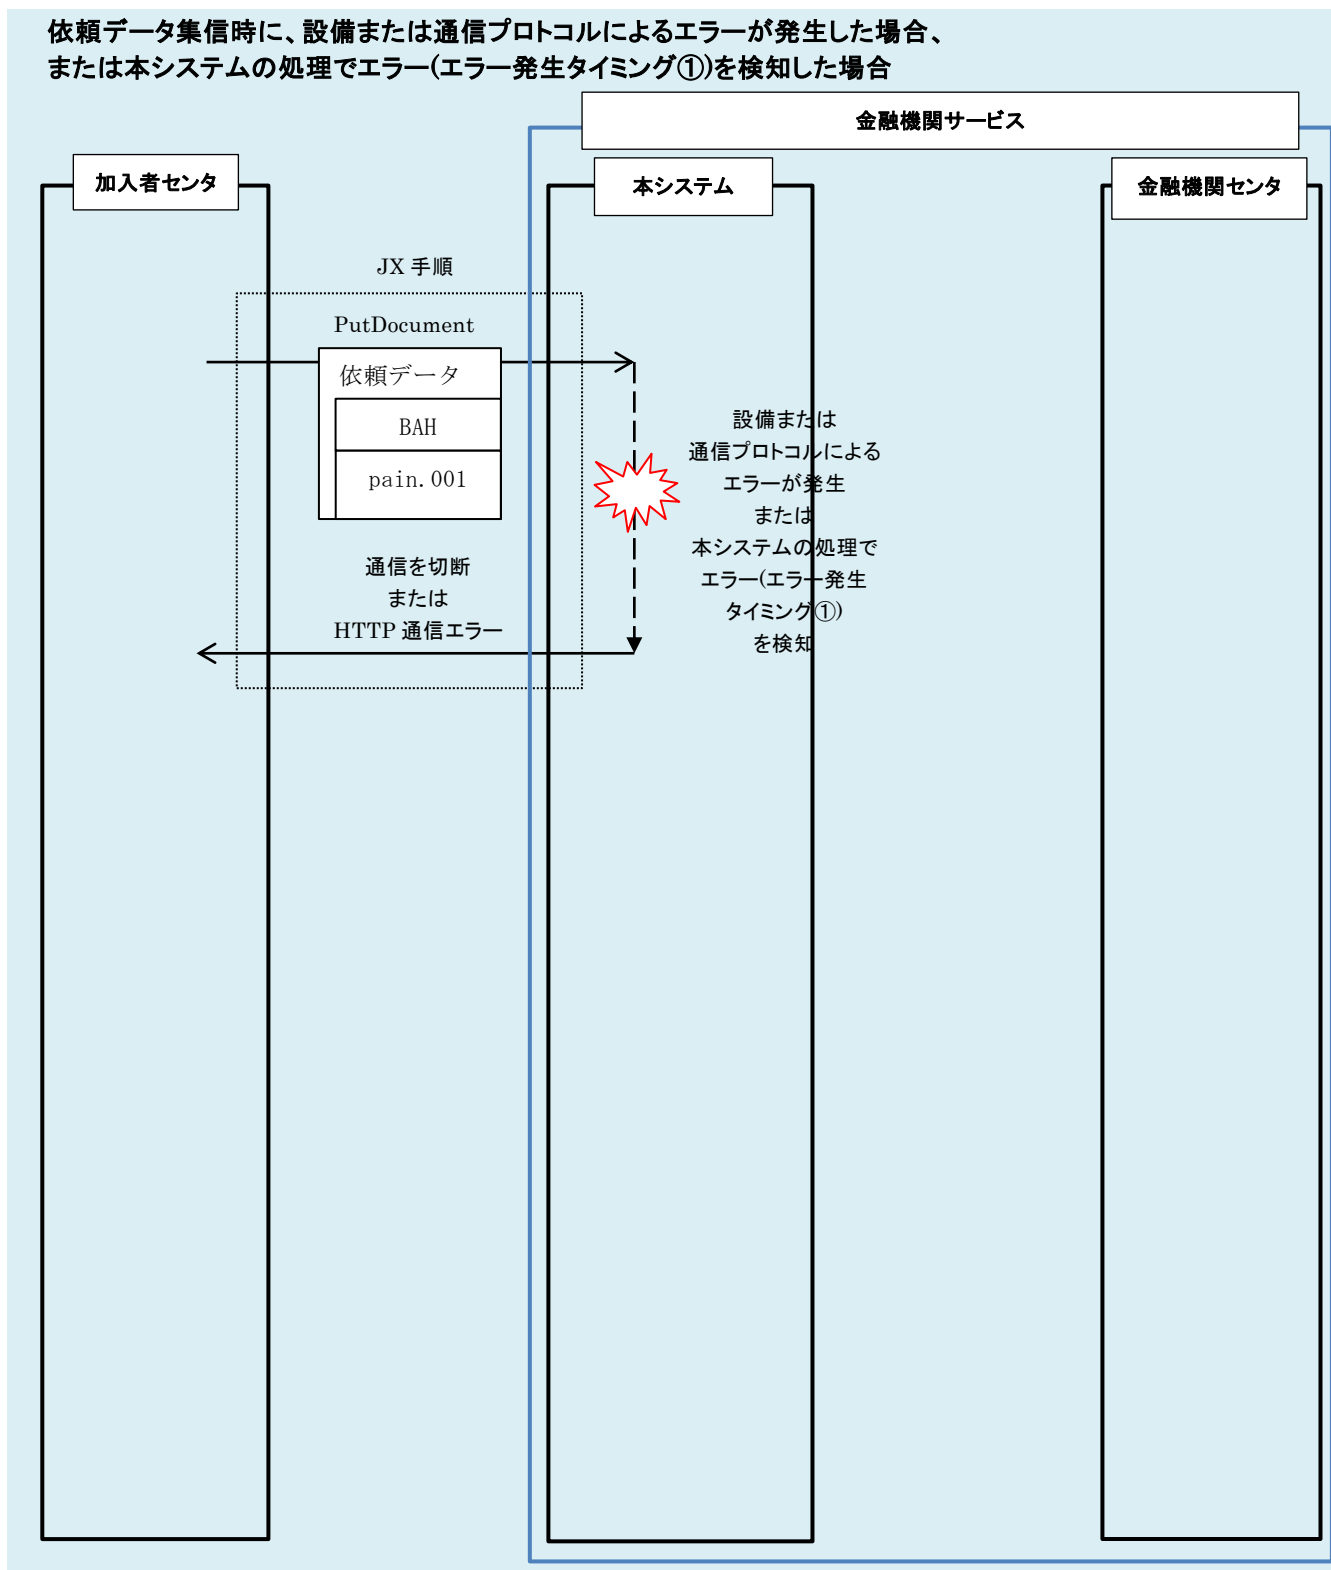 依頼データ集信時に、設備または通信プロトコルによるエラーが発生した場合、
または本システムの処理でエラー(エラー発生タイミング①)を検知した場合
金融機関サービス
加入者センタ
本システム
金融機関センタ
JX 手順
PutDocument
依頼データ
BAH
pain.001
設備または
通信プロトコルによる
エラーが発生
または
本システムの処理で
エラー(エラー発生
タイミング①)
を検知
通信を切断
または
HTTP 通信エラー